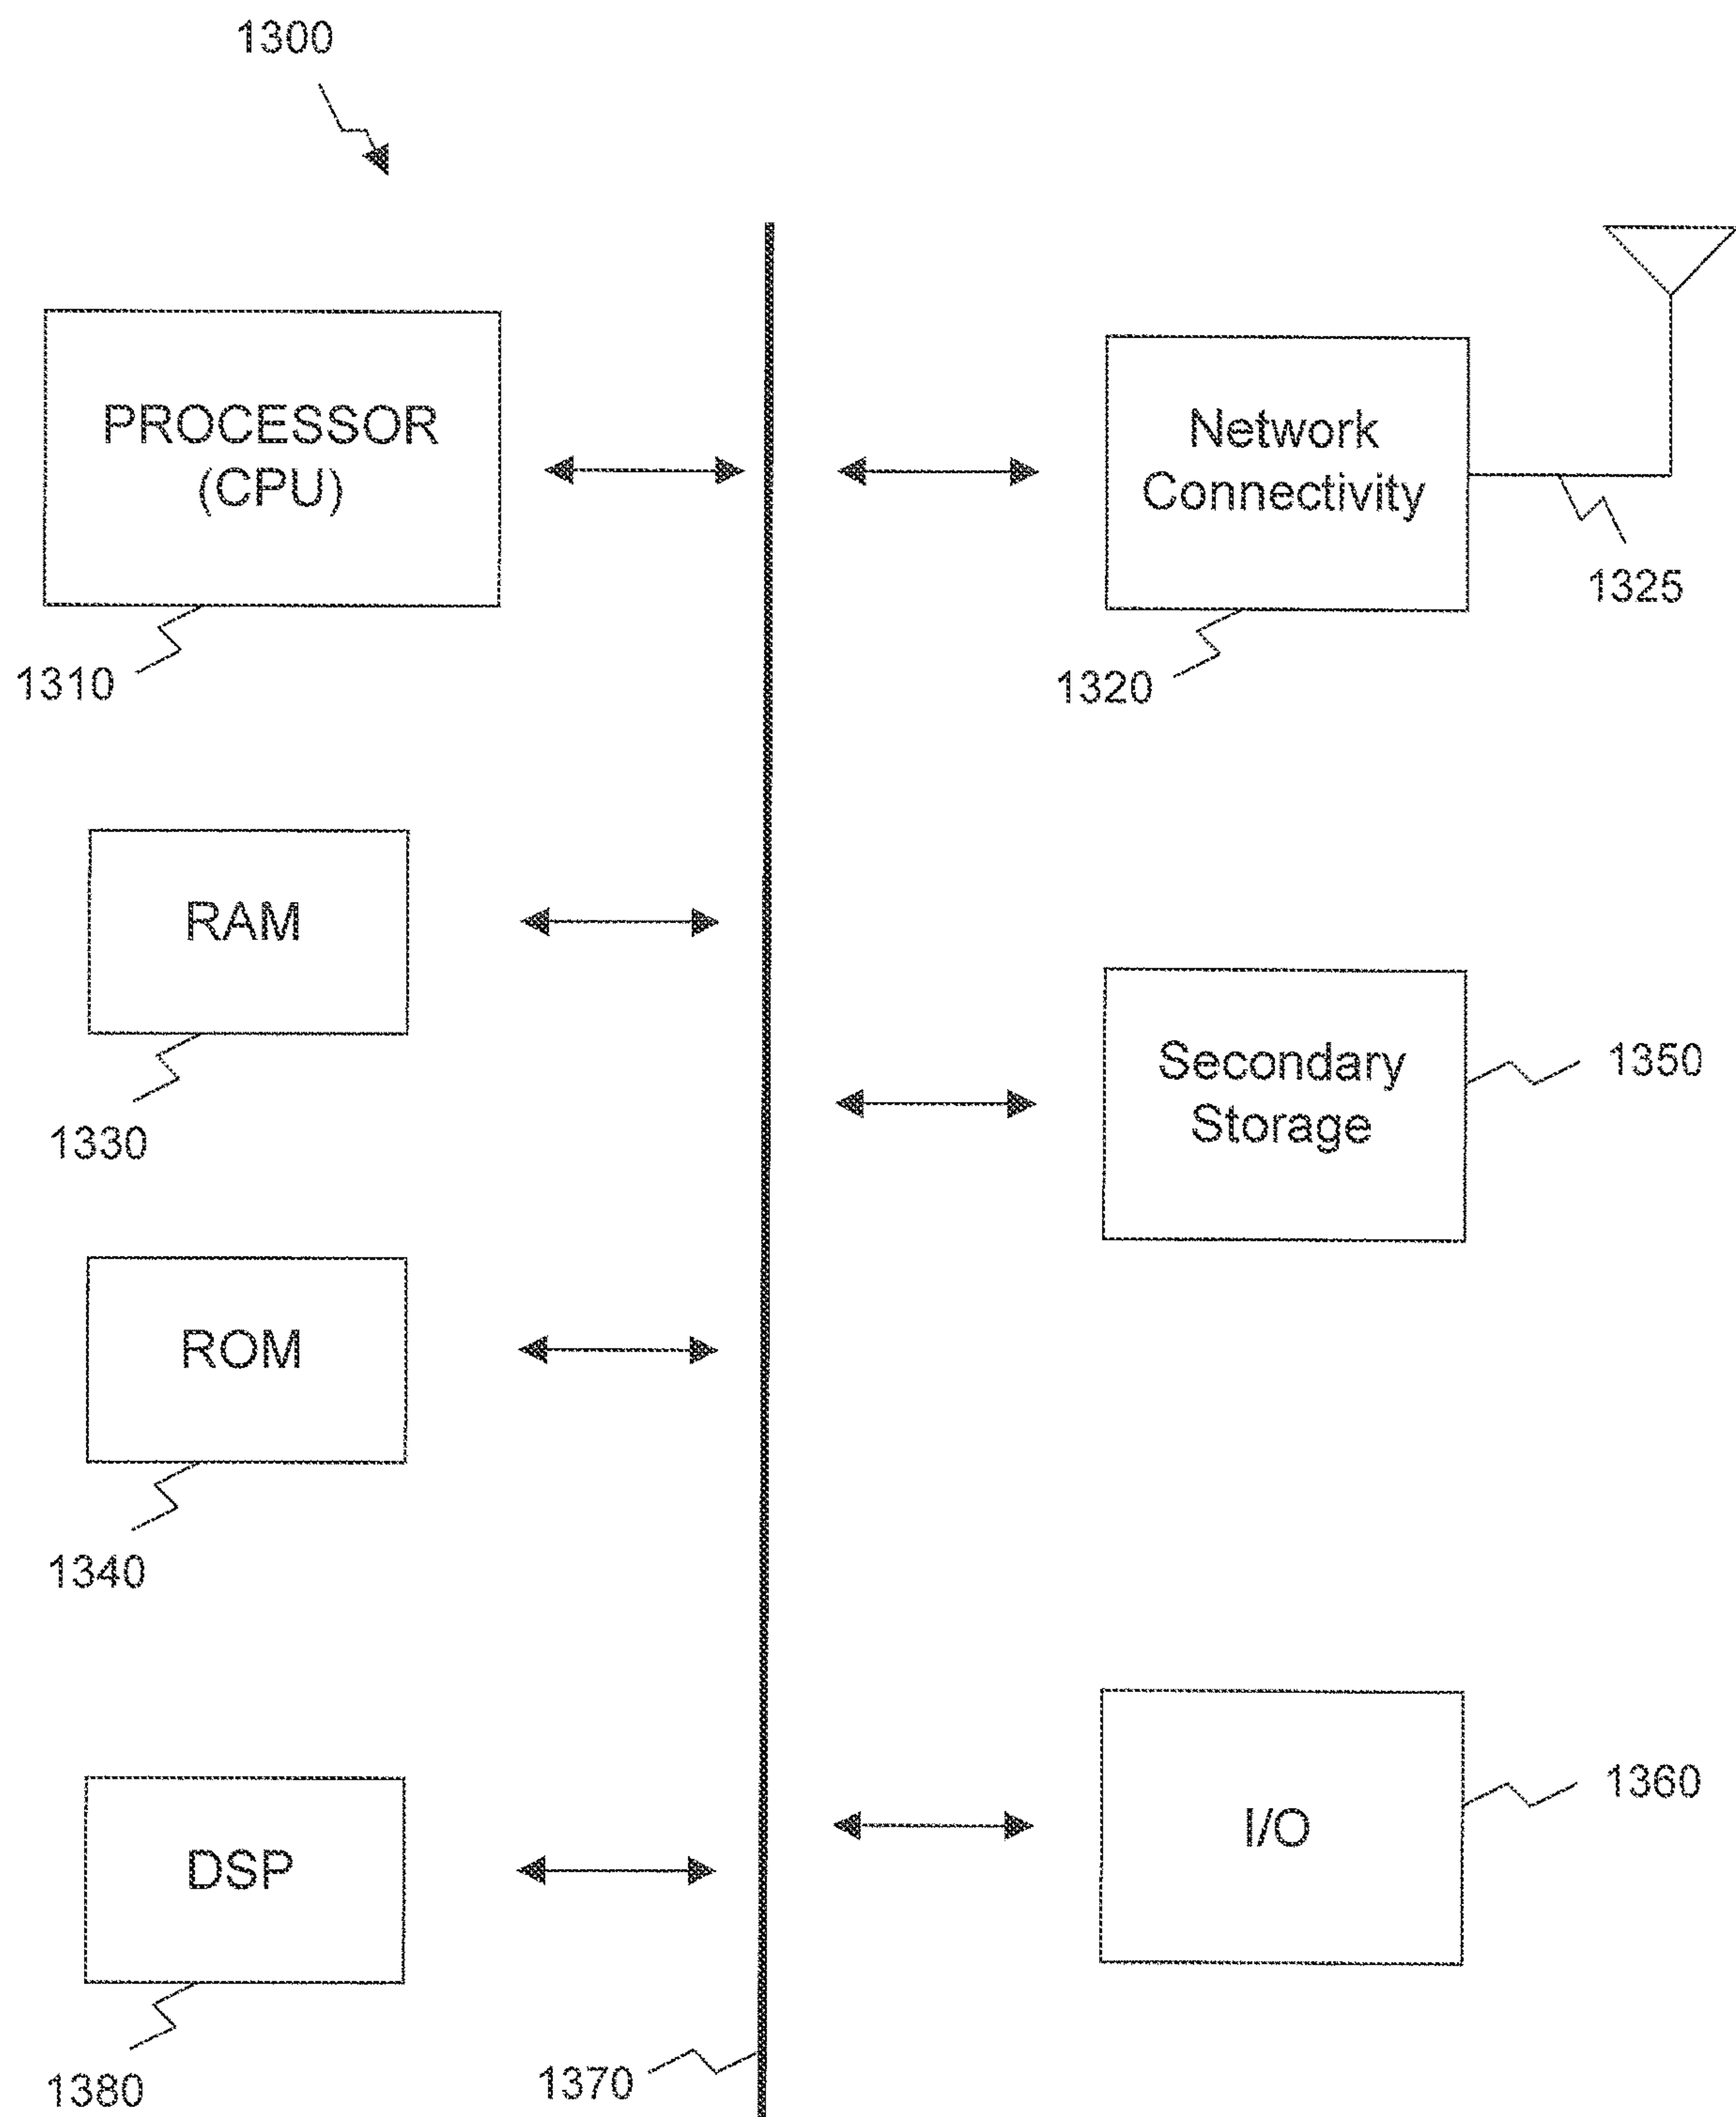 1300
PROCESSOR
(CPU)
1310
Network
Connectivity
1325
1320
RAM
1330
Secondary
Storage
1350
ROM
1340
I/O
1360
DSP
1380
1370